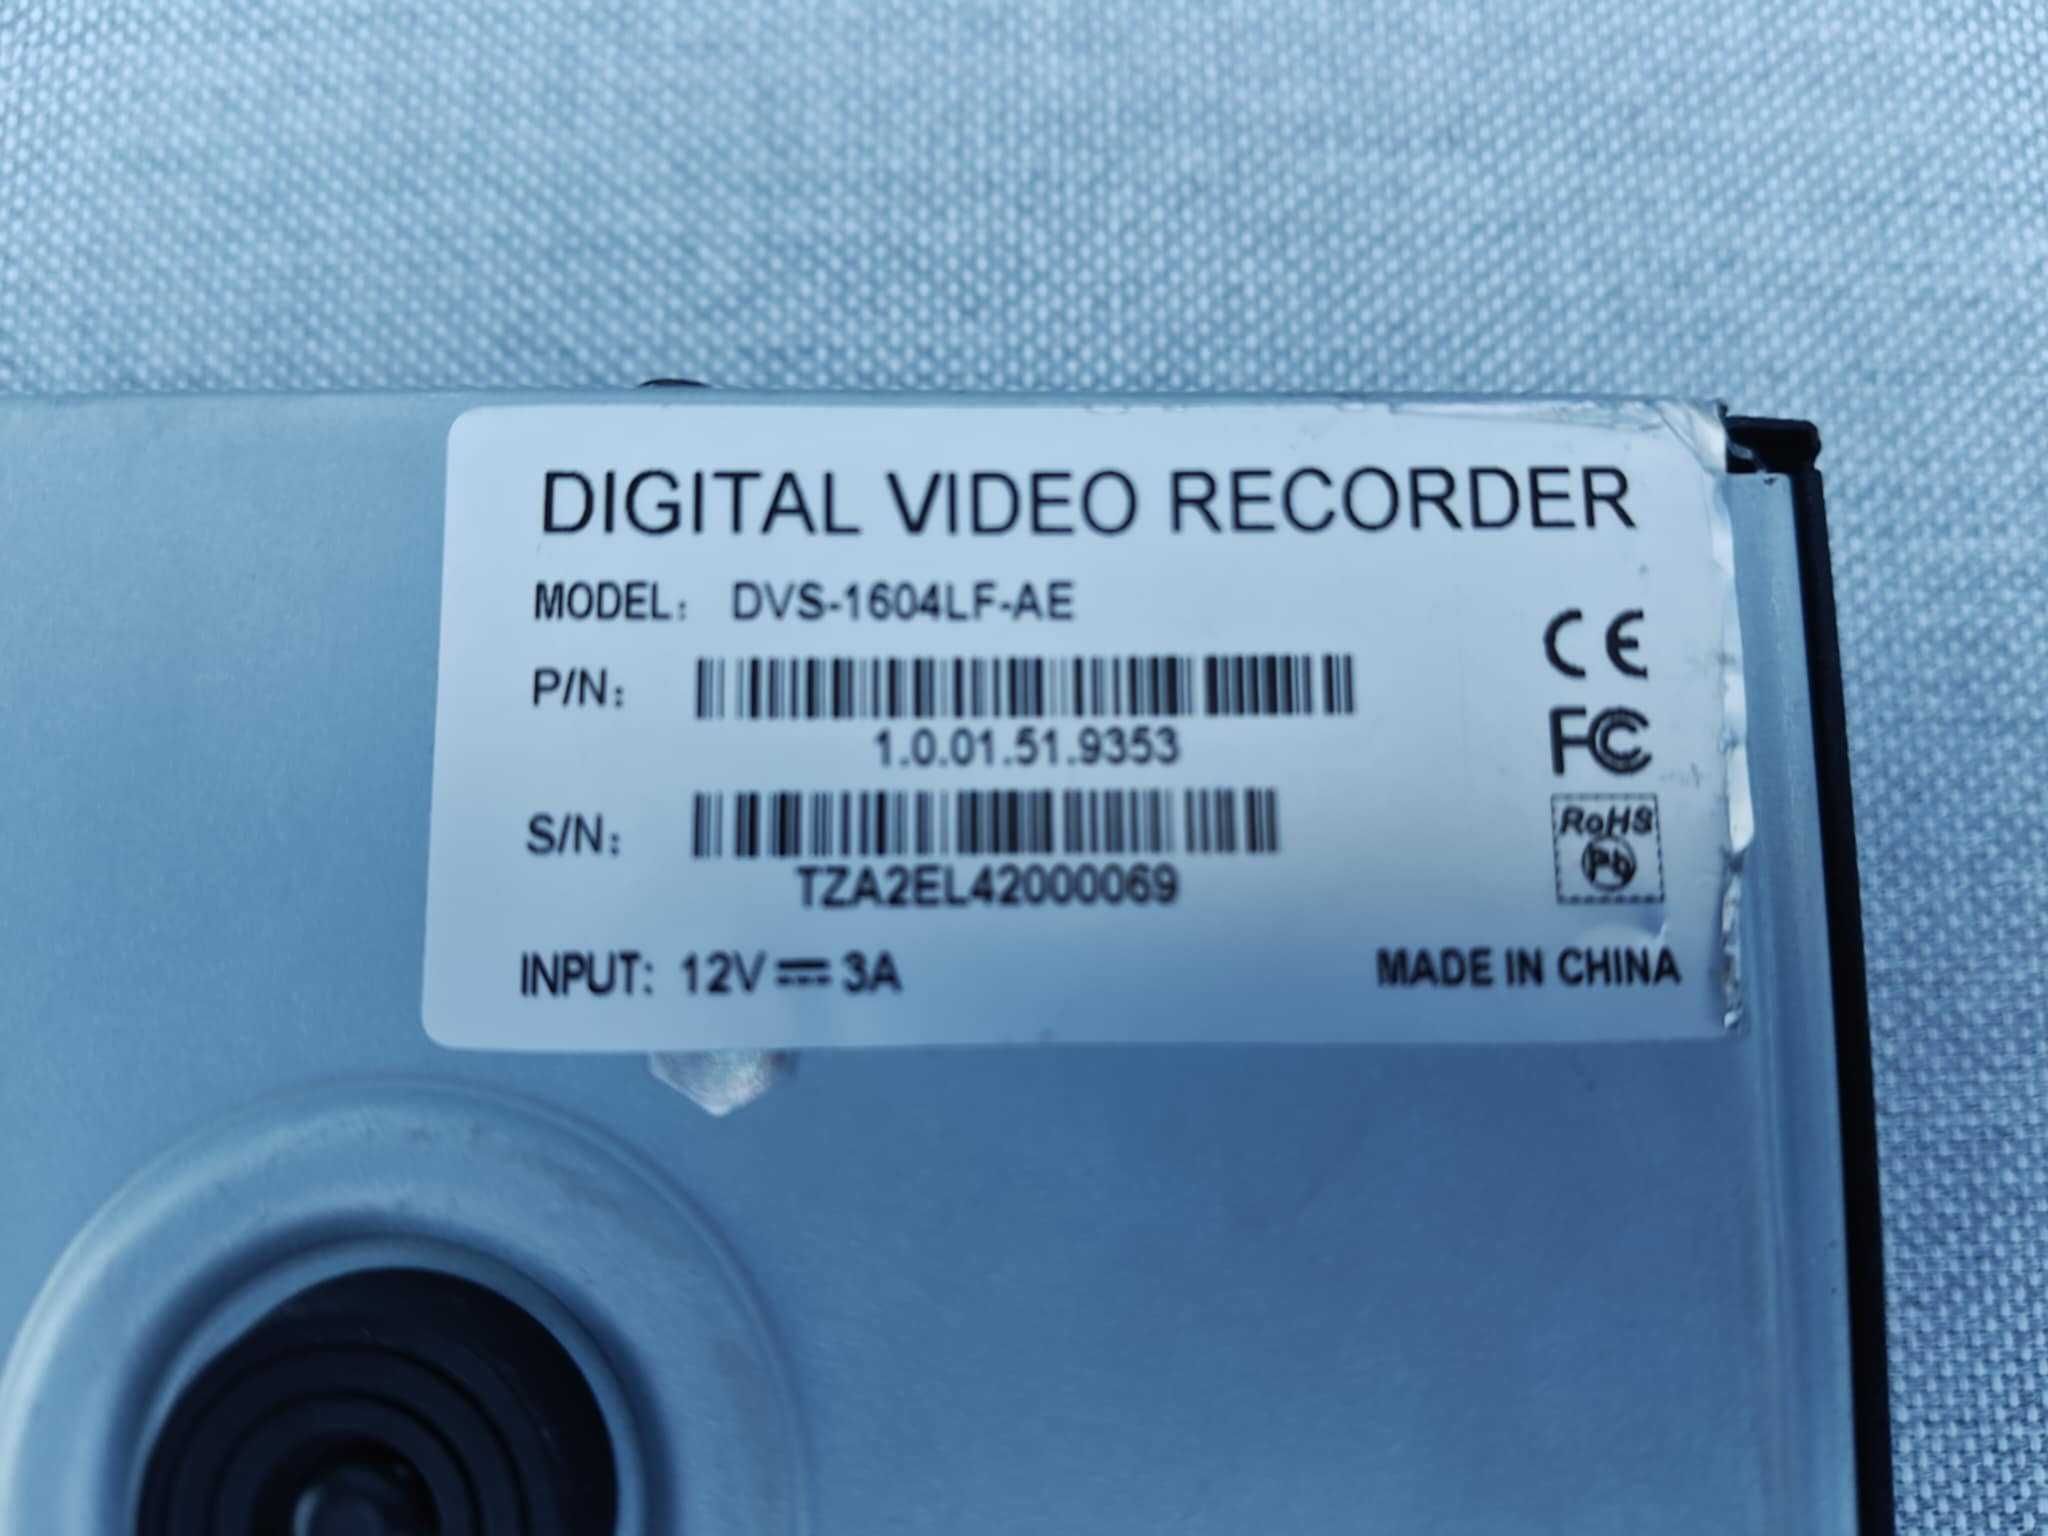 DIGITAL VIDEO RECORDER
MODEL: DVS-1604LF-AE
P/N:
1.0.01.51.9353
S/N:
TZA2EL42000069
CE
FC
RoHS
Pb
INPUT: 12V⎓3A
MADE IN CHINA